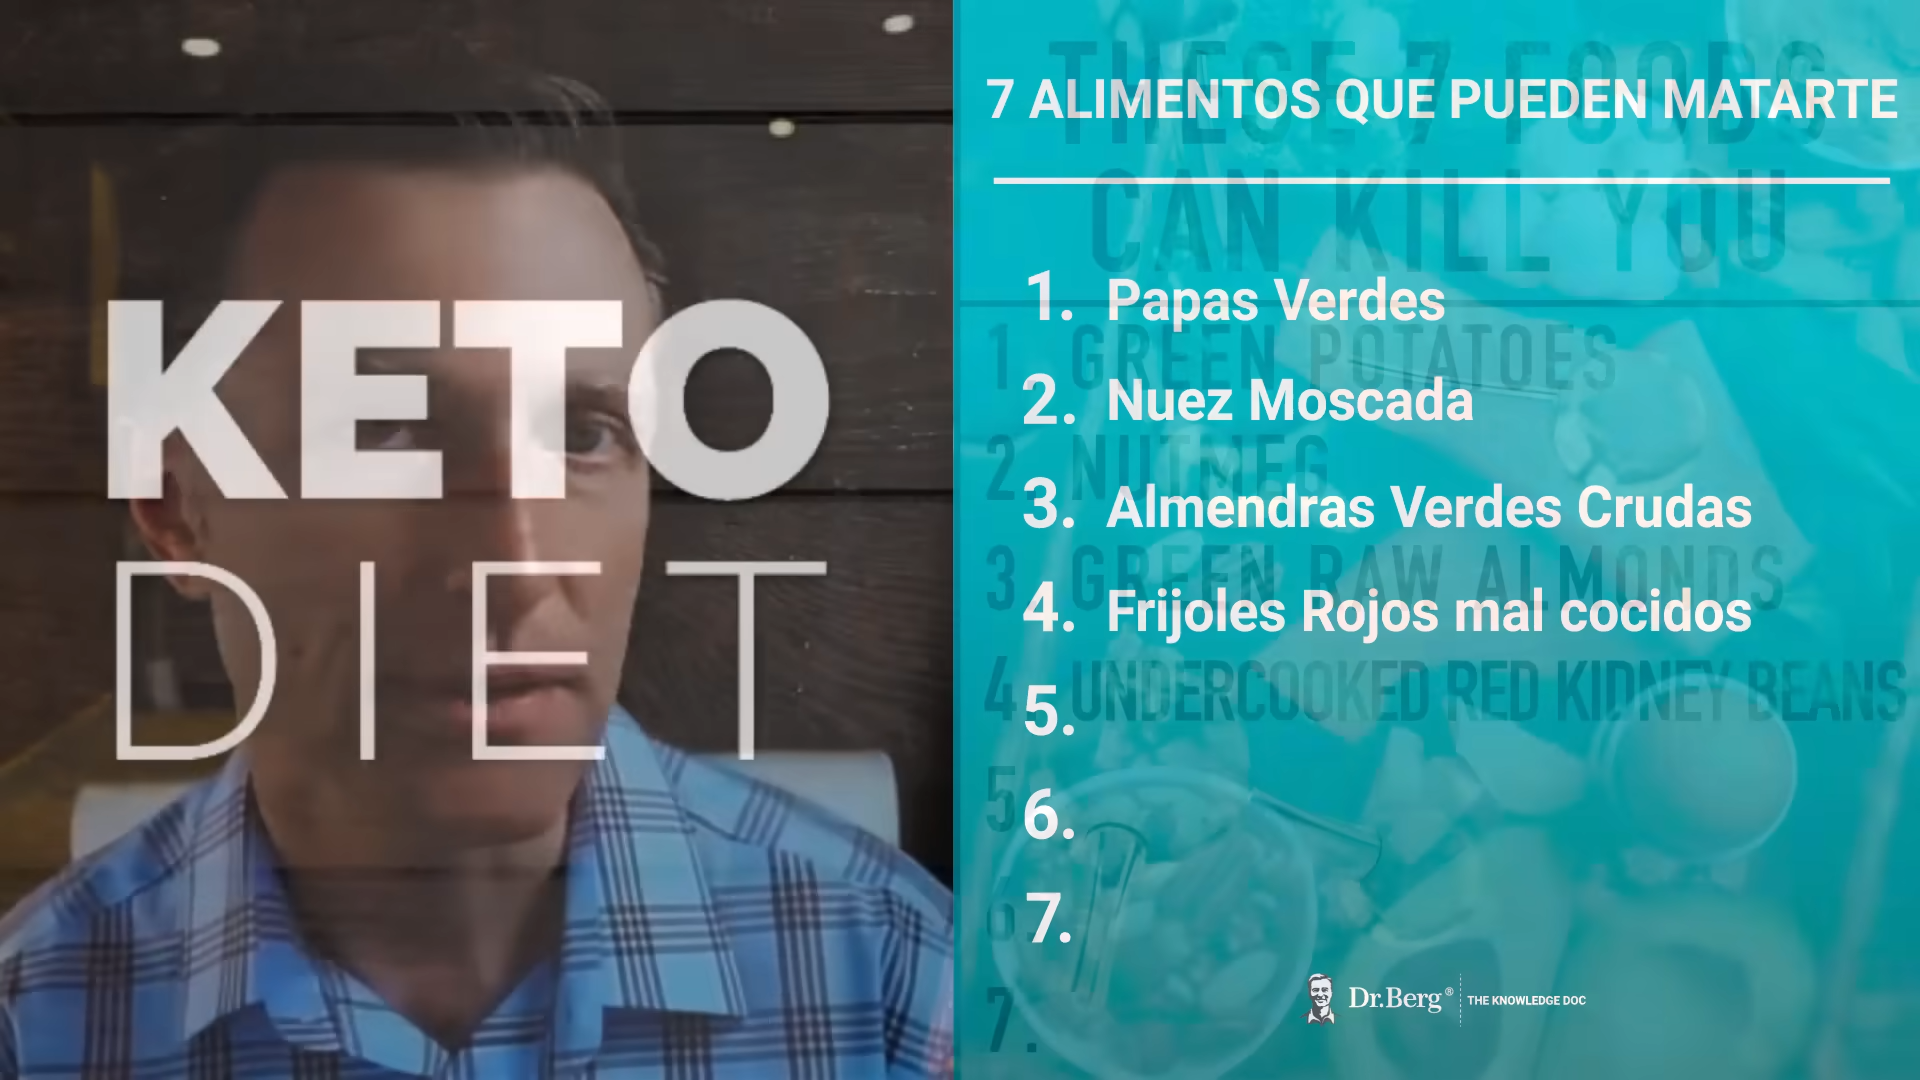 KETO
DIET
7 ALIMENTOS QUE PUEDEN MATARTE
THESE 7 FOODS
CAN KILL YOU
1. Papas Verdes
1 GREEN POTATOES
2. Nuez Moscada
2 NUTMEG
3. Almendras Verdes Crudas
3 GREEN RAW ALMONDS
4. Frijoles Rojos mal cocidos
4 UNDERCOOKED RED KIDNEY BEANS
5.
5
6.
6
7.
7.
Dr.Berg® THE KNOWLEDGE DOC